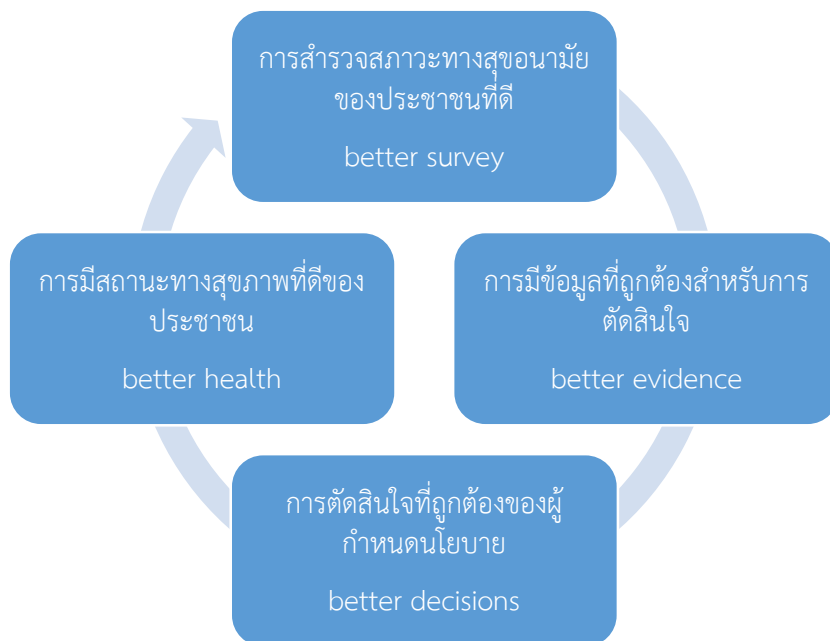 การสำรวจสภาวะทางสุขอนามัย
ของประชาชนที่ดี
better survey
การมีสถานะทางสุขภาพที่ดีของ
ประชาชน
better health
การมีข้อมูลที่ถูกต้องสำหรับการ
ตัดสินใจ
better evidence
การตัดสินใจที่ถูกต้องของผู้
กำหนดนโยบาย
better decisions